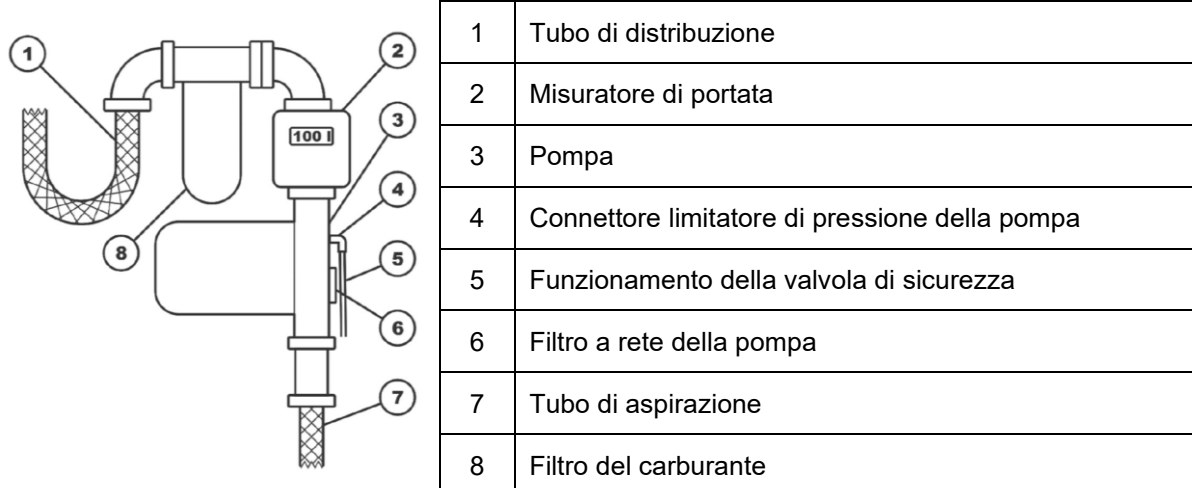 1
2
100 l
3
4
5
8
6
7
1 Tubo di distribuzione
2 Misuratore di portata
3 Pompa
4 Connettore limitatore di pressione della pompa
5 Funzionamento della valvola di sicurezza
6 Filtro a rete della pompa
7 Tubo di aspirazione
8 Filtro del carburante